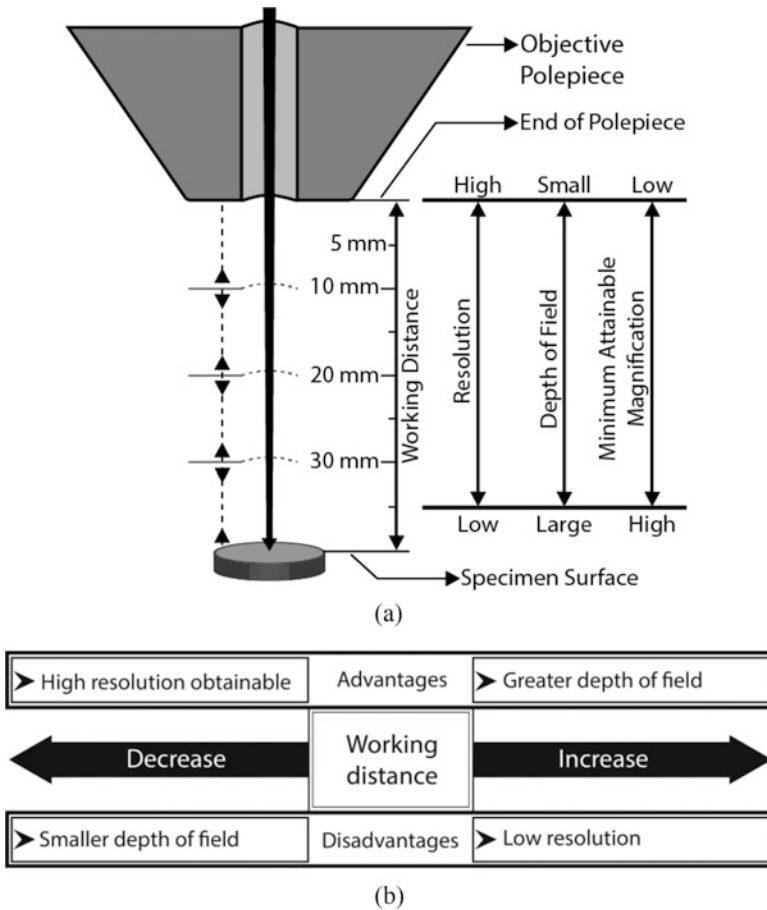 Objective
Polepiece
End of Polepiece
High Small Low
5 mm
10 mm
20 mm
30 mm
Working Distance
Resolution
Depth of Field
Minimum Attainable
Magnification
Low Large High
Specimen Surface
(a)
➤ High resolution obtainable
Advantages
➤ Greater depth of field
Decrease
Working
distance
Increase
➤ Smaller depth of field
Disadvantages
➤ Low resolution
(b)